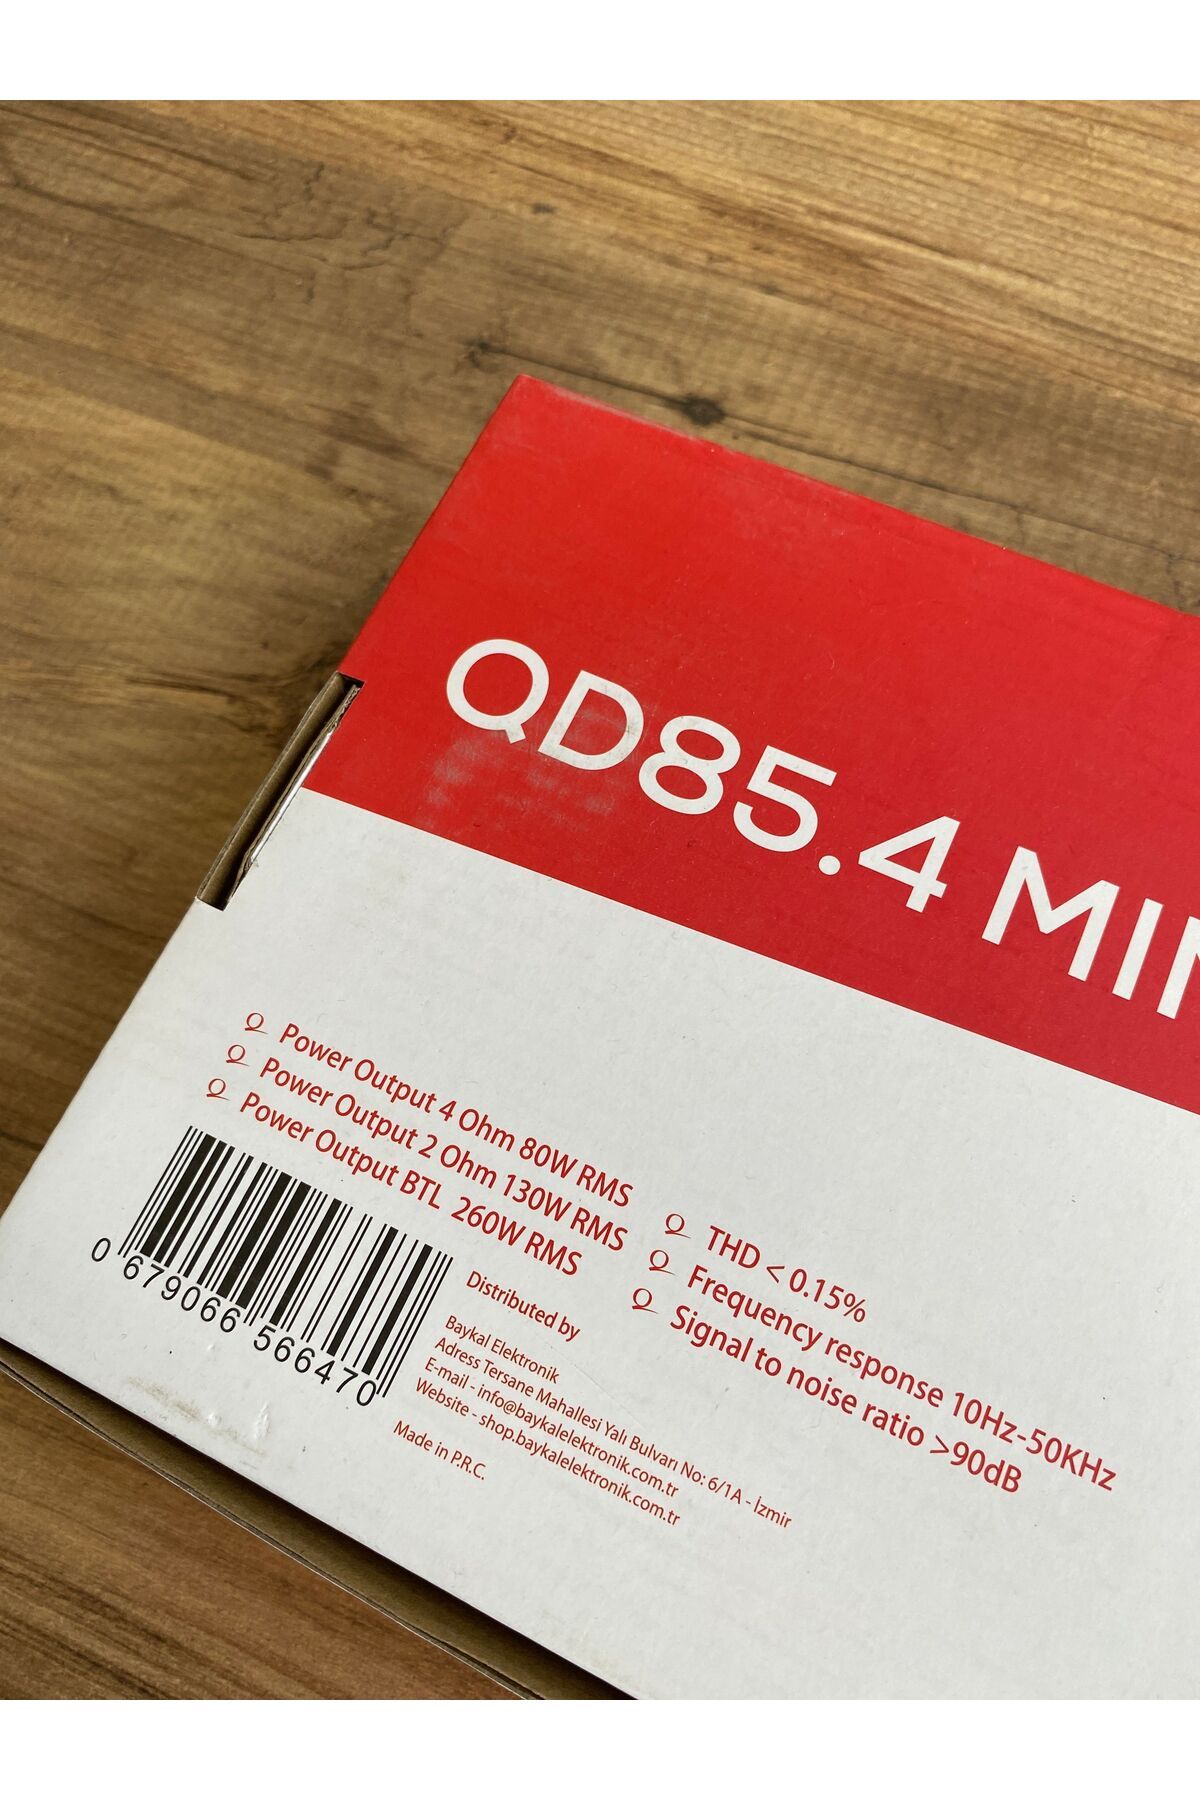 QD85.4 MIN
Power Output 4 Ohm 80W RMS
Power Output 2 Ohm 130W RMS
Power Output BTL 260W RMS
THD < 0.15%
Frequency response 10Hz-50KHz
Signal to noise ratio >90dB
0 679066 566470
Distributed by
Baykal Elektronik
Adress Tersane Mahallesi Yalı Bulvarı No: 6/1A - İzmir
E-mail - info@baykalelektronik.com.tr
Website - shop.baykalelektronik.com.tr
Made in P.R.C.